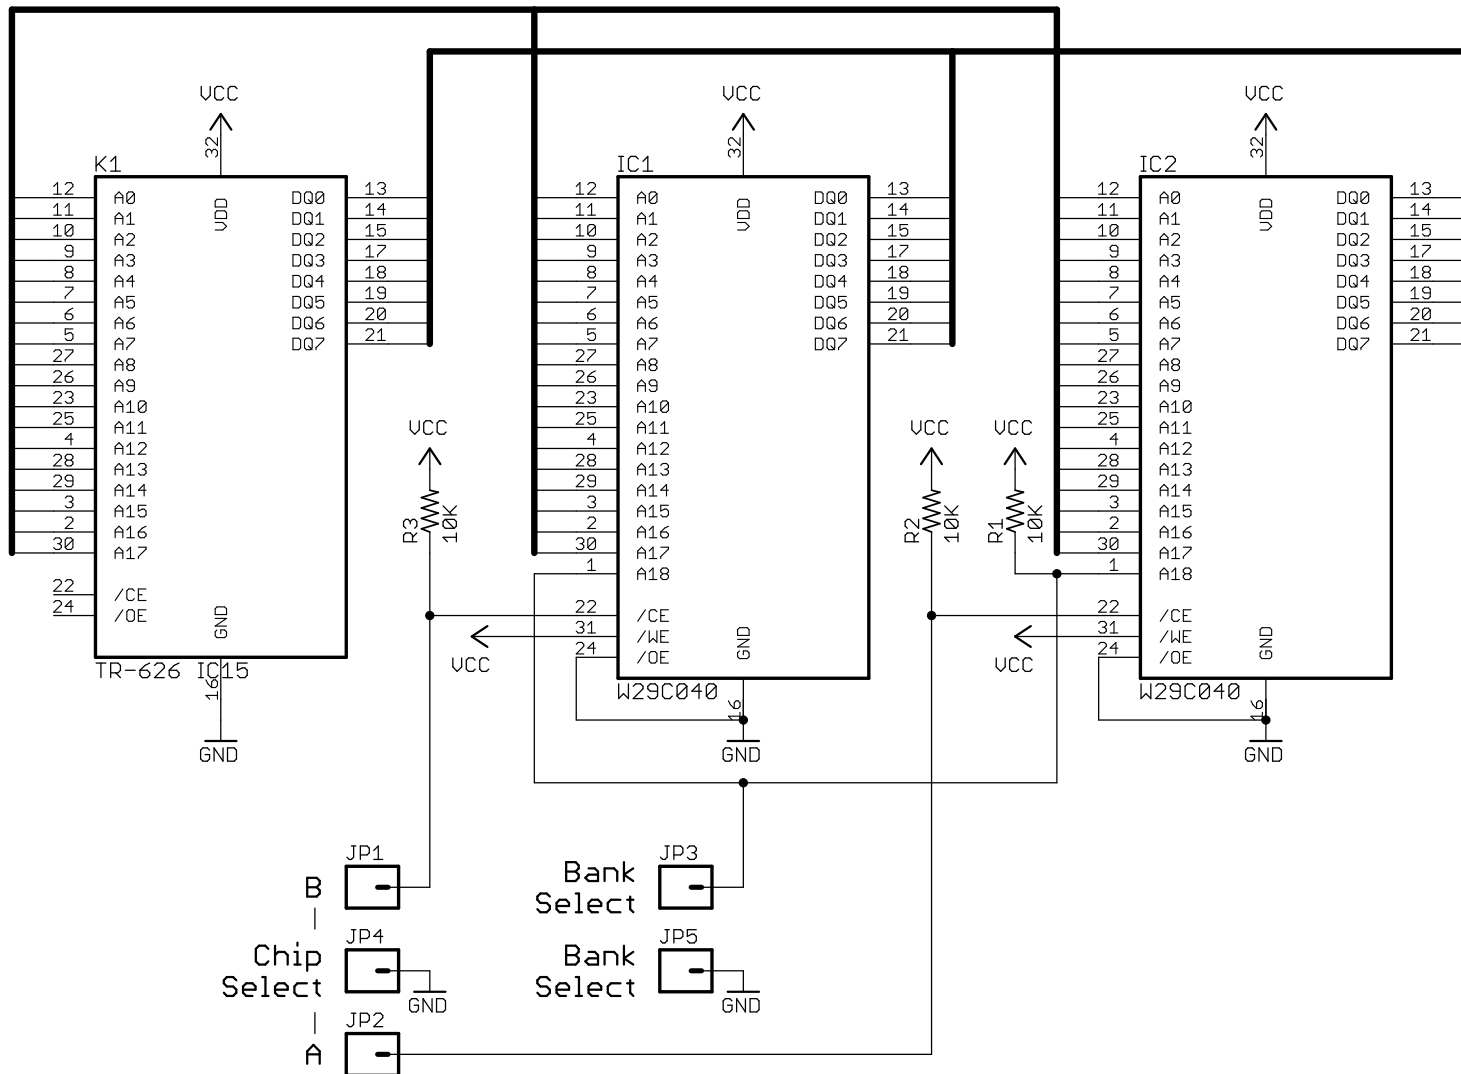 VCC
VCC
VCC
32
32
32
K1
IC1
IC2
12 A0 VDD DQ0 13
11 A1 DQ1 14
10 A2 DQ2 15
9 A3 DQ3 17
8 A4 DQ4 18
7 A5 DQ5 19
6 A6 DQ6 20
5 A7 DQ7 21
27 A8
26 A9
23 A10
25 A11
4 A12
28 A13
29 A14
3 A15
2 A16
30 A17
22 /CE
24 /OE
GND
TR-626 IC15
16
GND
VCC
R3
10K
12 A0 VDD DQ0 13
11 A1 DQ1 14
10 A2 DQ2 15
9 A3 DQ3 17
8 A4 DQ4 18
7 A5 DQ5 19
6 A6 DQ6 20
5 A7 DQ7 21
27 A8
26 A9
23 A10
25 A11
4 A12
28 A13
29 A14
3 A15
2 A16
30 A17
1 A18
22 /CE
31 /WE
24 /OE
VCC
GND
W29C040
16
GND
VCC
R2
10K
VCC
R1
10K
12 A0 VDD DQ0 13
11 A1 DQ1 14
10 A2 DQ2 15
9 A3 DQ3 17
8 A4 DQ4 18
7 A5 DQ5 19
6 A6 DQ6 20
5 A7 DQ7 21
27 A8
26 A9
23 A10
25 A11
4 A12
28 A13
29 A14
3 A15
2 A16
30 A17
1 A18
22 /CE
31 /WE
24 /OE
VCC
GND
W29C040
16
GND
JP1
B
Chip
Select
JP4
GND
JP2
A
Bank
Select
JP3
Bank
Select
JP5
GND